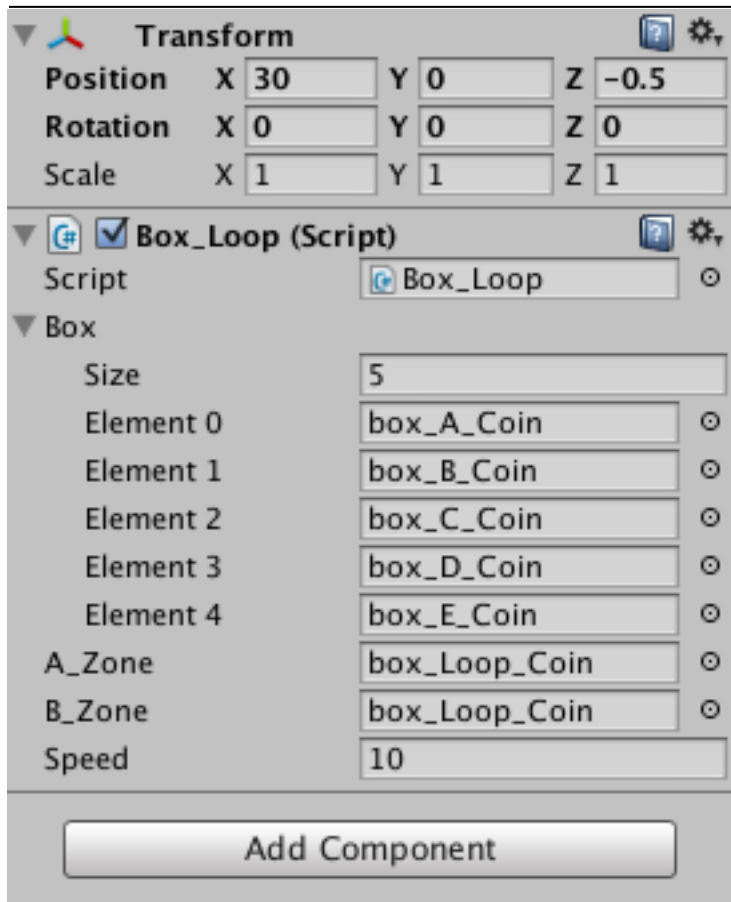 Transform
Position X 30 Y 0 Z -0.5
Rotation X 0 Y 0 Z 0
Scale X 1 Y 1 Z 1
Box_Loop (Script)
Script Box_Loop
Box
Size 5
Element 0 box_A_Coin
Element 1 box_B_Coin
Element 2 box_C_Coin
Element 3 box_D_Coin
Element 4 box_E_Coin
A_Zone box_Loop_Coin
B_Zone box_Loop_Coin
Speed 10
Add Component